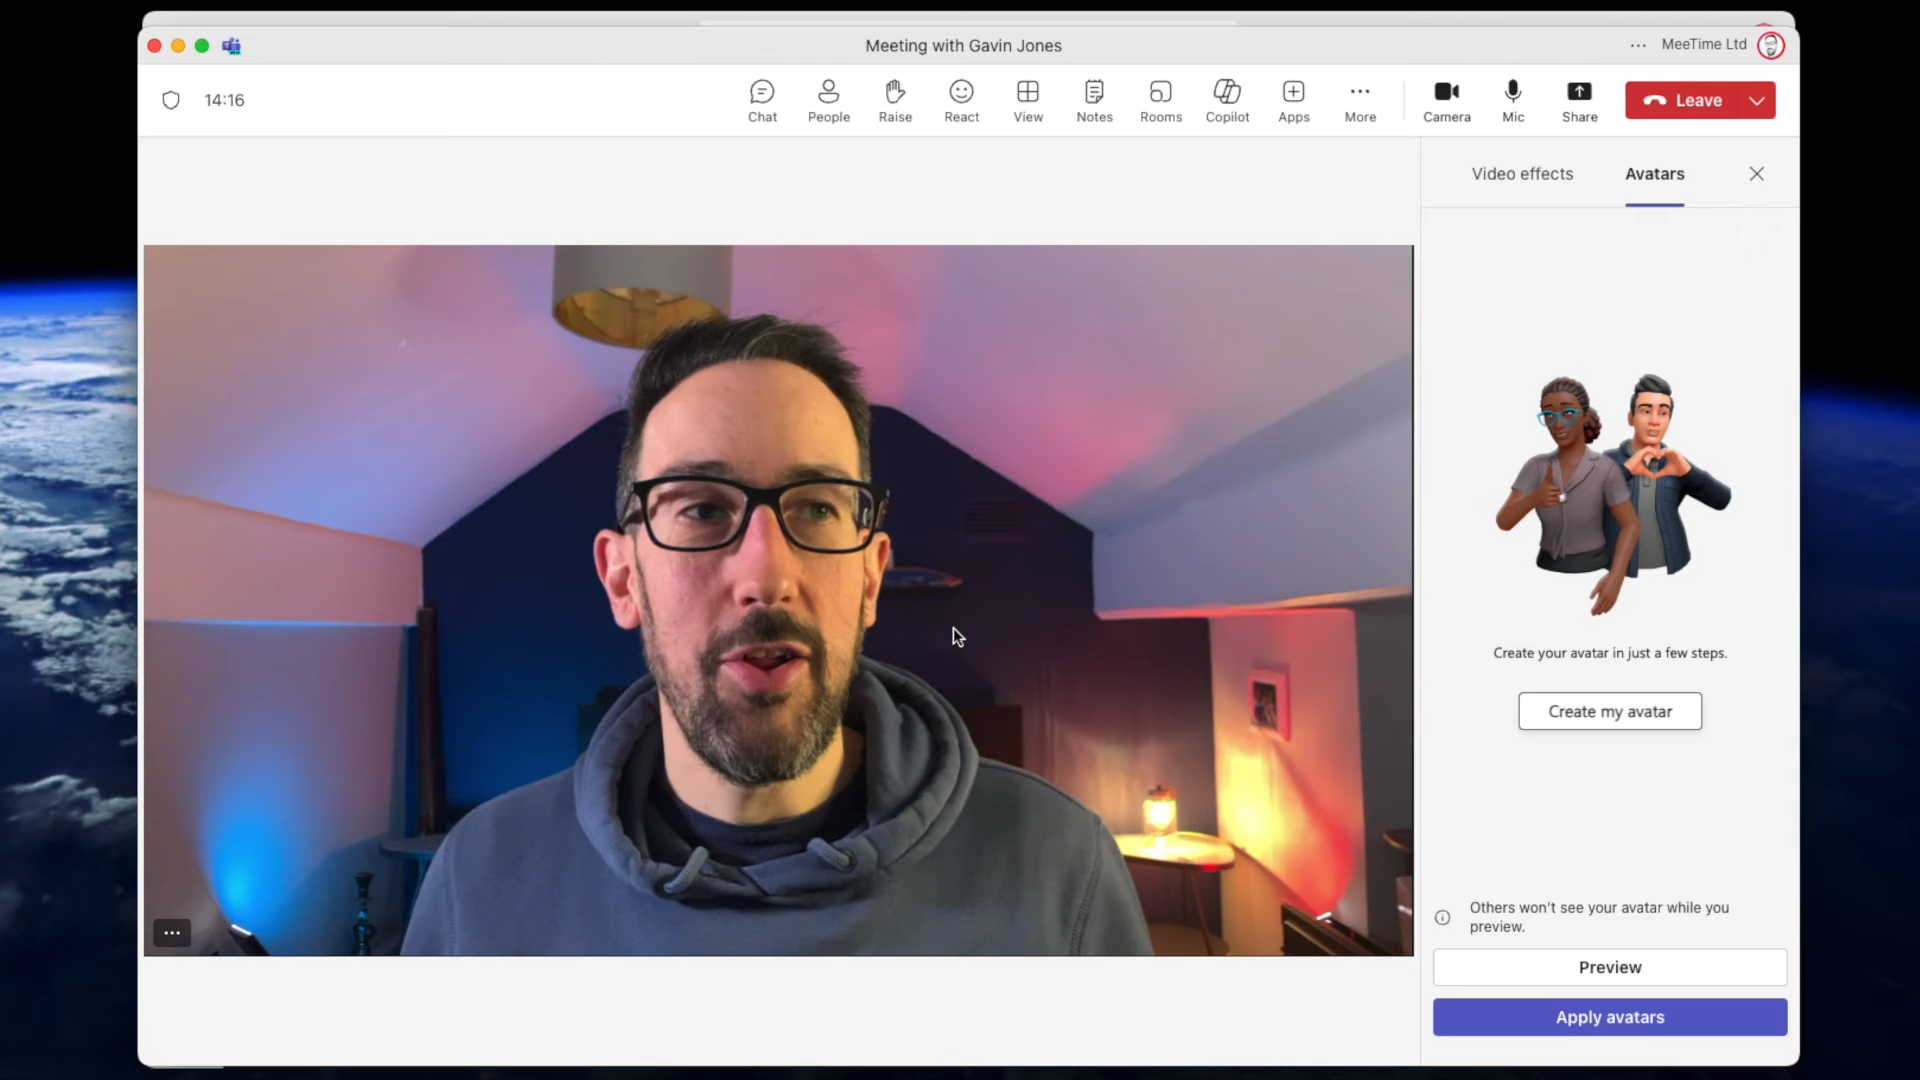 Meeting with Gavin Jones
MeeTime Ltd
14:16
Chat
People
Raise
React
View
Notes
Rooms
Copilot
Apps
More
Camera
Mic
Share
Leave
Video effects
Avatars
Create your avatar in just a few steps.
Create my avatar
Others won't see your avatar while you
preview.
Preview
Apply avatars